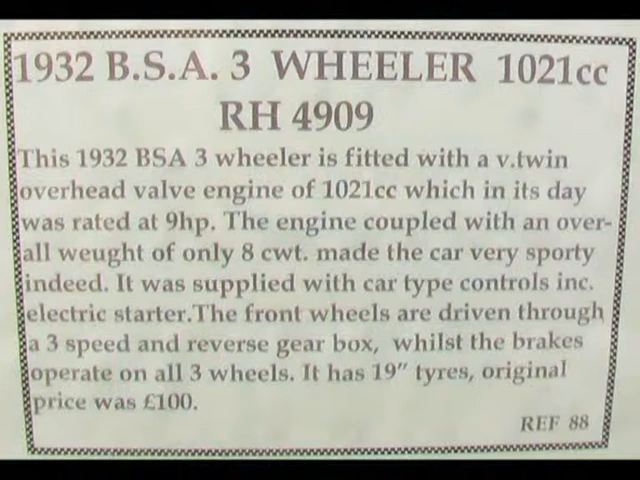 1932 B.S.A. 3 WHEELER 1021cc
RH 4909
This 1932 BSA 3 wheeler is fitted with a v.twin
overhead valve engine of 1021cc which in its day
was rated at 9hp. The engine coupled with an over-
all weught of only 8 cwt. made the car very sporty
indeed. It was supplied with car type controls inc.
electric starter.The front wheels are driven through
a 3 speed and reverse gear box, whilst the brakes
operate on all 3 wheels. It has 19” tyres, original
price was £100.
REF 88